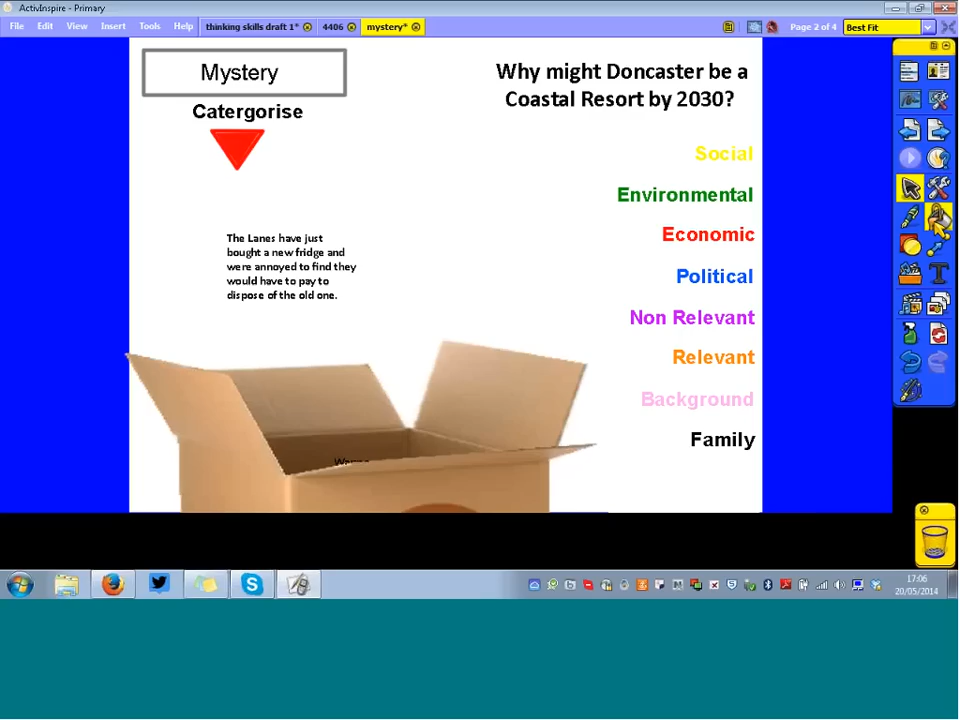 ActivInspire - Primary
File Edit View Insert Tools Help thinking skills draft 1* 4406 mystery* Page 2 of 4 Best Fit
Mystery
Catergorise
Why might Doncaster be a
Coastal Resort by 2030?
Social
Environmental
Economic
Political
Non Relevant
Relevant
Background
Family
The Lanes have just
bought a new fridge and
were annoyed to find they
would have to pay to
dispose of the old one.
17:06
20/05/2014